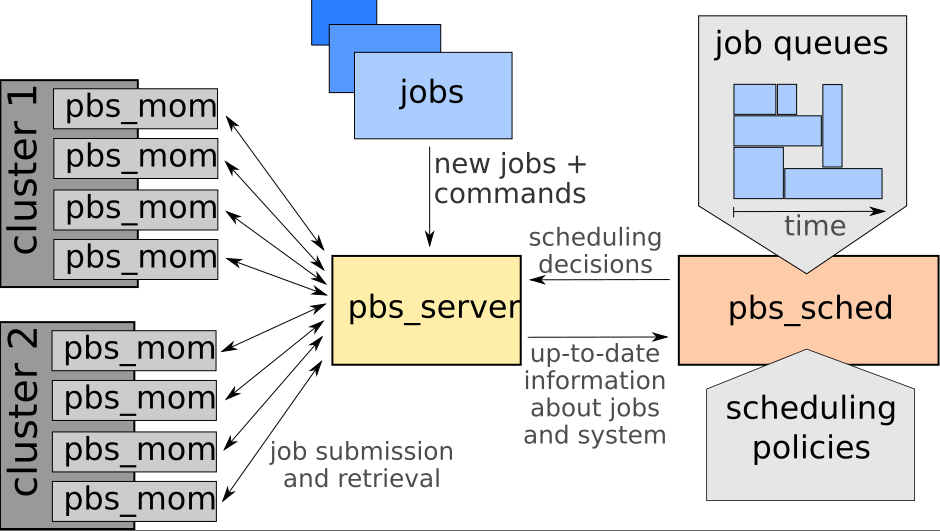 jobs
job queues
time
cluster 1
pbs_mom
pbs_mom
pbs_mom
pbs_mom
new jobs +
commands
scheduling
decisions
pbs_server
pbs_sched
up-to-date
information
about jobs
and system
cluster 2
pbs_mom
pbs_mom
pbs_mom
pbs_mom
job submission
and retrieval
scheduling
policies